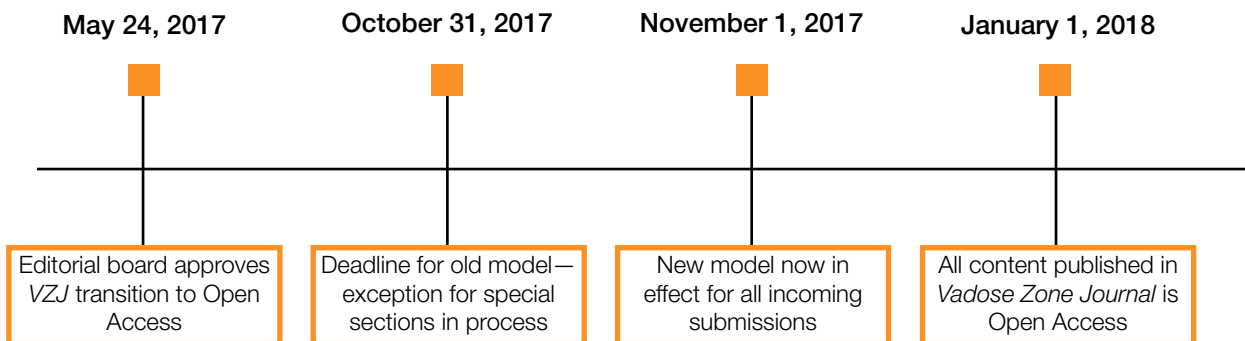 May 24, 2017
October 31, 2017
November 1, 2017
January 1, 2018
Editorial board approves
VZJ transition to Open
Access
Deadline for old model—
exception for special
sections in process
New model now in
effect for all incoming
submissions
All content published in
Vadose Zone Journal is
Open Access